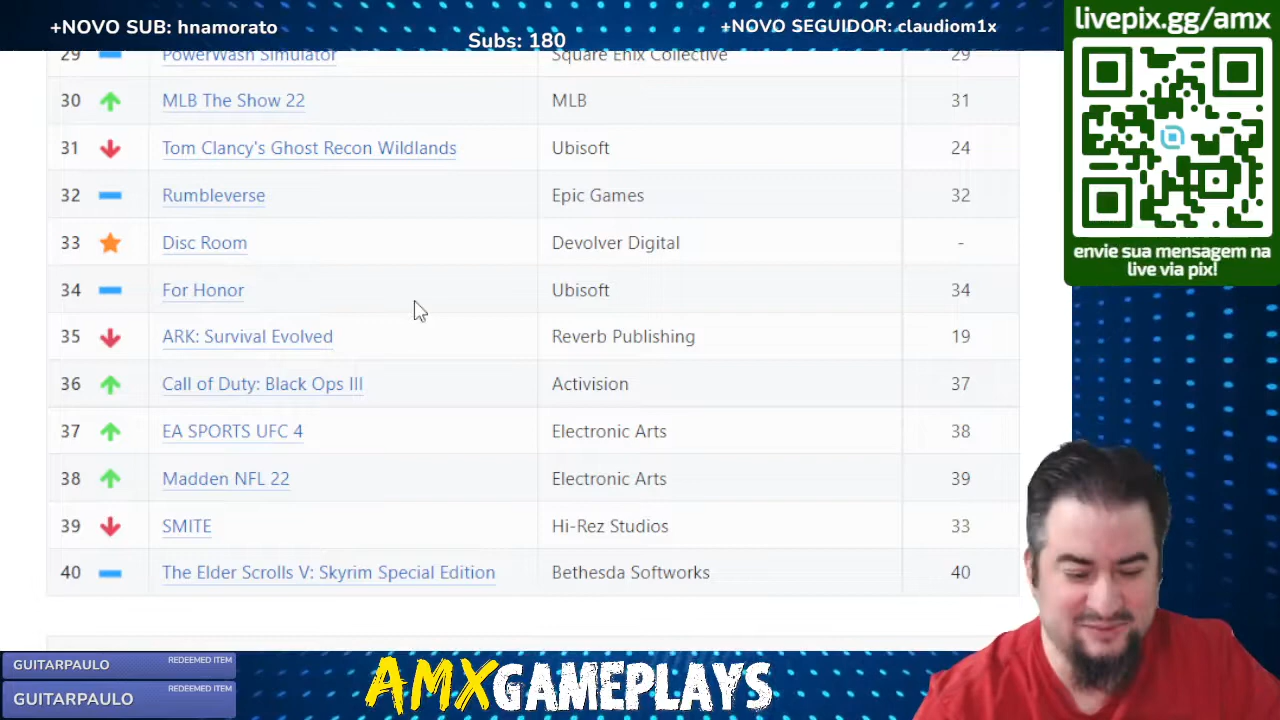 +NOVO SUB: hnamorato
Subs: 180
+NOVO SEGUIDOR: claudiom1x
livepix.gg/amx
envie sua mensagem na
live via pix!
29 PowerWash Simulator Square Enix Collective 29
30 MLB The Show 22 MLB 31
31 Tom Clancy's Ghost Recon Wildlands Ubisoft 24
32 Rumbleverse Epic Games 32
33 Disc Room Devolver Digital -
34 For Honor Ubisoft 34
35 ARK: Survival Evolved Reverb Publishing 19
36 Call of Duty: Black Ops III Activision 37
37 EA SPORTS UFC 4 Electronic Arts 38
38 Madden NFL 22 Electronic Arts 39
39 SMITE Hi-Rez Studios 33
40 The Elder Scrolls V: Skyrim Special Edition Bethesda Softworks 40
GUITARPAULO REDEEMED ITEM
GUITARPAULO REDEEMED ITEM
AMXGAMEPLAYS